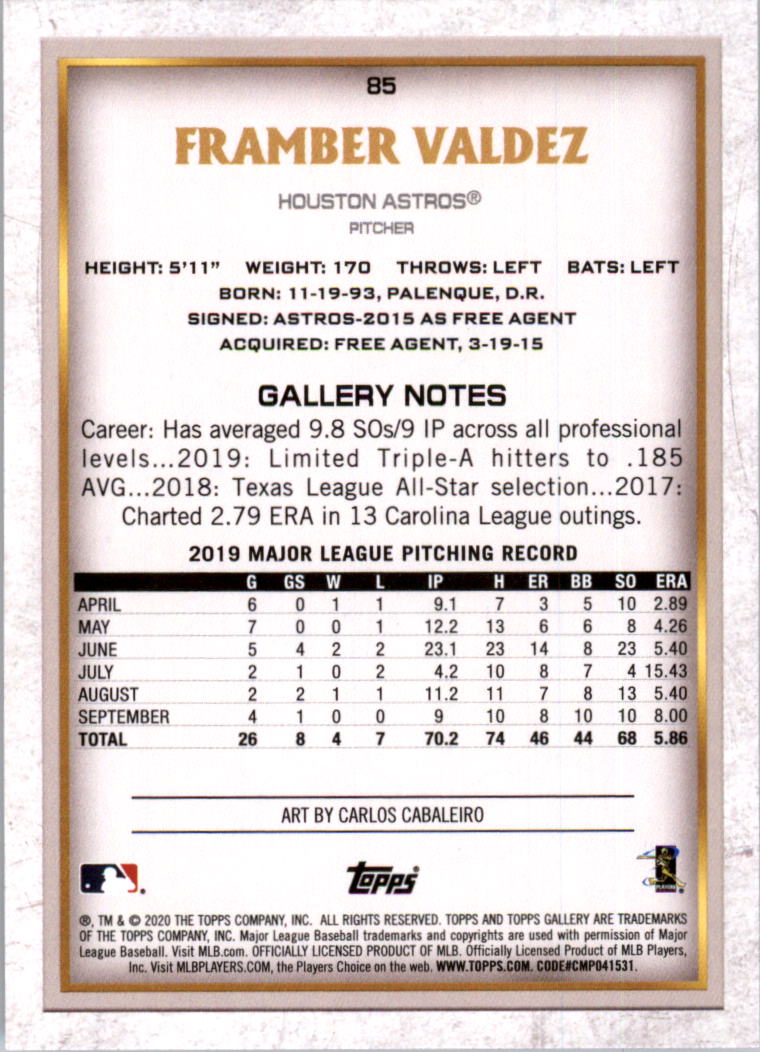 85
FRAMBER VALDEZ
HOUSTON ASTROS®
PITCHER
HEIGHT: 5'11" WEIGHT: 170 THROWS: LEFT BATS: LEFT
BORN: 11-19-93, PALENQUE, D.R.
SIGNED: ASTROS-2015 AS FREE AGENT
ACQUIRED: FREE AGENT, 3-19-15
GALLERY NOTES
Career: Has averaged 9.8 SOs/9 IP across all professional
levels...2019: Limited Triple-A hitters to .185
AVG...2018: Texas League All-Star selection...2017:
Charted 2.79 ERA in 13 Carolina League outings.
2019 MAJOR LEAGUE PITCHING RECORD
G GS W L IP H ER BB SO ERA
APRIL 6 0 1 1 9.1 7 3 5 10 2.89
MAY 7 0 0 1 12.2 13 6 6 8 4.26
JUNE 5 4 2 2 23.1 23 14 8 23 5.40
JULY 2 1 0 2 4.2 10 8 7 4 15.43
AUGUST 2 2 1 1 11.2 11 7 8 13 5.40
SEPTEMBER 4 1 0 0 9 10 8 10 10 8.00
TOTAL 26 8 4 7 70.2 74 46 44 68 5.86
ART BY CARLOS CABALEIRO
topps®
PLAYERS
®, TM & © 2020 THE TOPPS COMPANY, INC. ALL RIGHTS RESERVED. TOPPS AND TOPPS GALLERY ARE TRADEMARKS
OF THE TOPPS COMPANY, INC. Major League Baseball trademarks and copyrights are used with permission of Major
League Baseball. Visit MLB.com. OFFICIALLY LICENSED PRODUCT OF MLB. Officially Licensed Product of MLB Players,
Inc. Visit MLBPLAYERS.COM, the Players Choice on the web. WWW.TOPPS.COM. CODE#CMP041531.